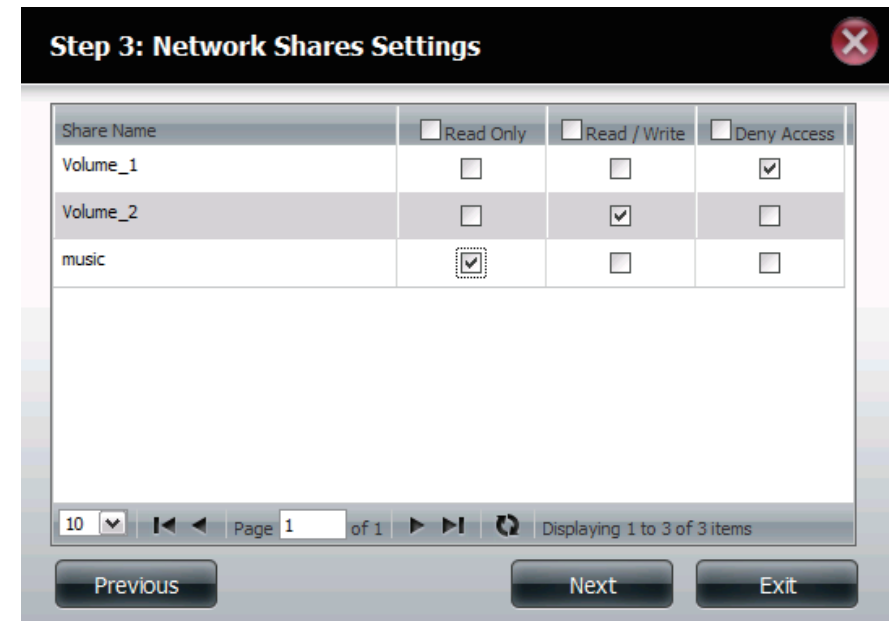 Step 3: Network Shares Settings
Share Name Read Only Read / Write Deny Access
Volume_1
Volume_2
music
10 Page 1 of 1 Displaying 1 to 3 of 3 items
Previous Next Exit